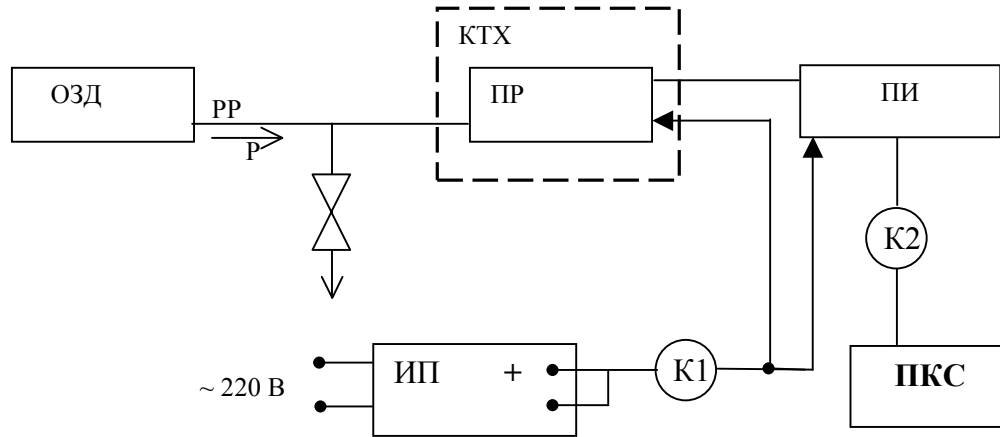 КТХ
ОЗД
ПР
ПИ
РР
Р
К2
ИП +
К1
~ 220 В
ПКС